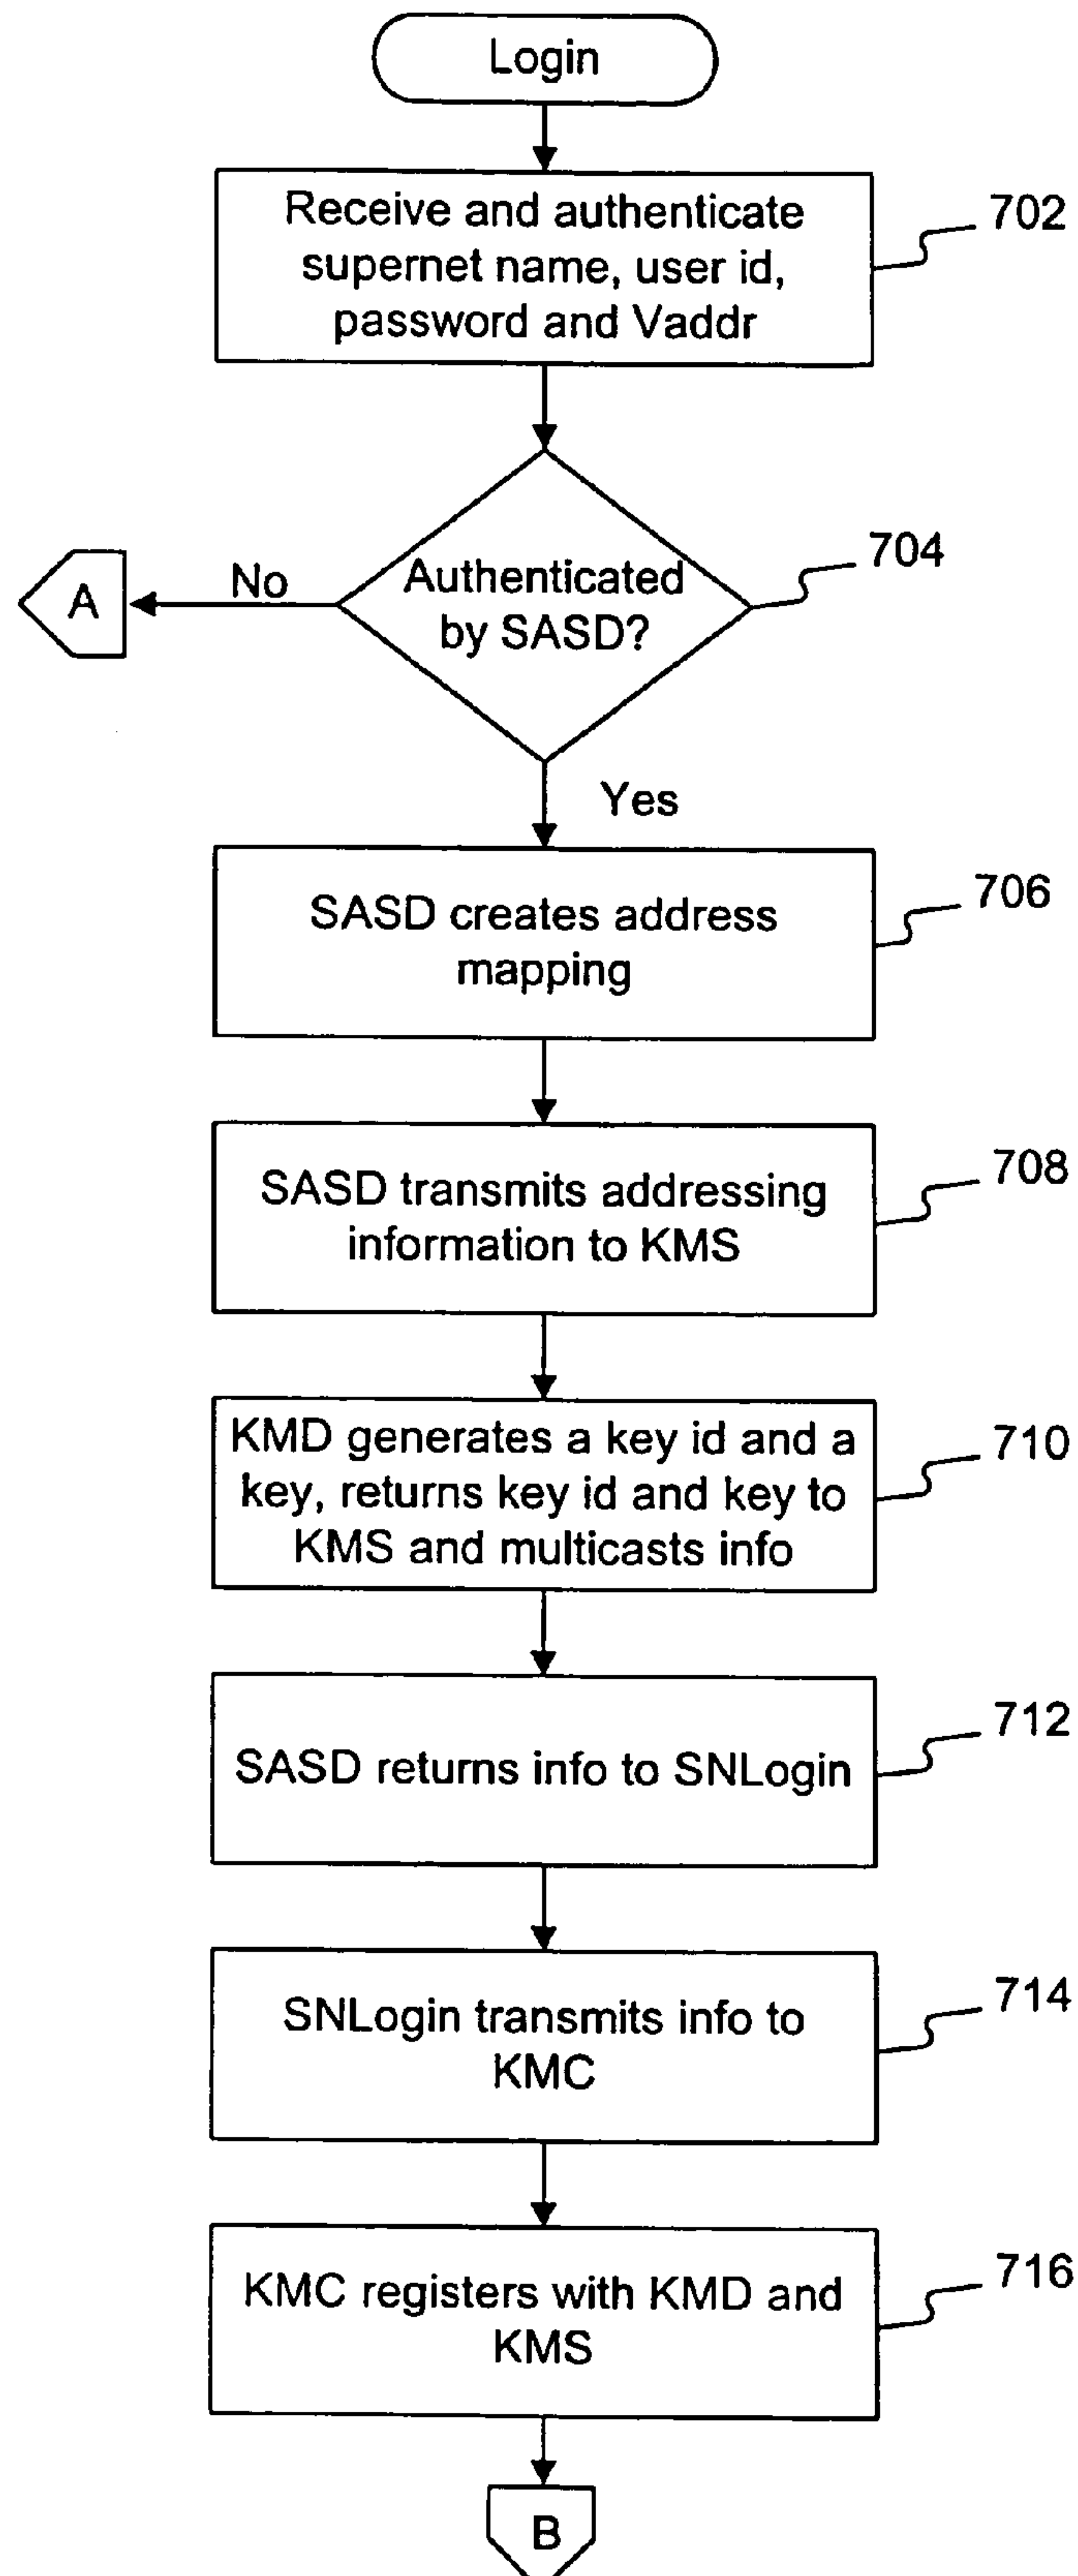 Login
Receive and authenticate
supernet name, user id,
password and Vaddr
702
Authenticated
by SASD?
704
No
A
Yes
SASD creates address
mapping
706
SASD transmits addressing
information to KMS
708
KMD generates a key id and a
key, returns key id and key to
KMS and multicasts info
710
SASD returns info to SNLogin
712
SNLogin transmits info to
KMC
714
KMC registers with KMD and
KMS
716
B